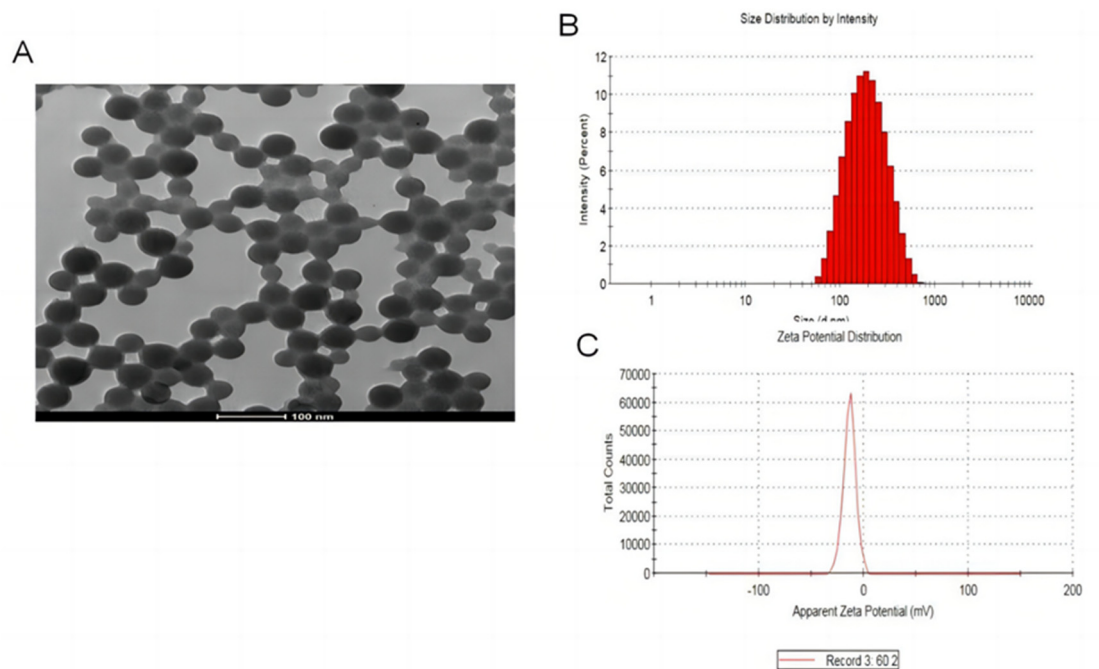 A
100 nm
B
Size Distribution by Intensity
Intensity (Percent)
12
10
8
6
4
2
0
1
10
100
1000
10000
Size (d.nm)
C
Zeta Potential Distribution
Total Counts
70000
60000
50000
40000
30000
20000
10000
0
-100
0
100
200
Apparent Zeta Potential (mV)
Record 3: 60 2